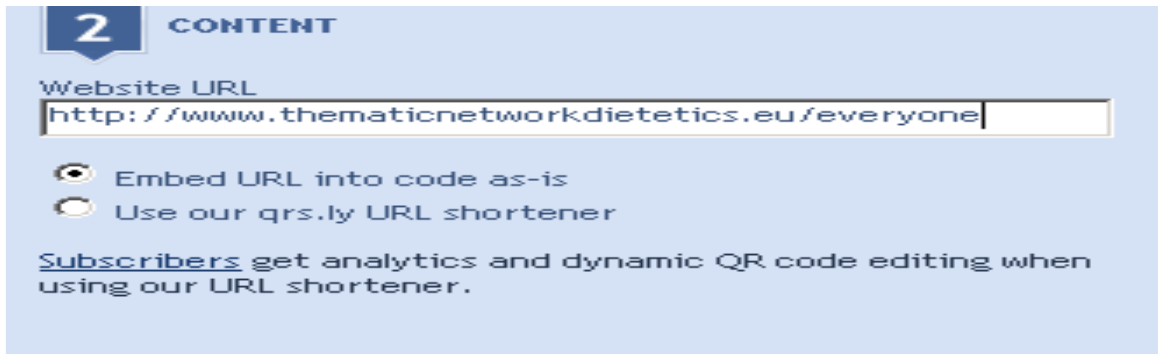 2 CONTENT
Website URL
http://www.thematicnetworkdietetics.eu/everyone
Embed URL into code as-is
Use our qrs.ly URL shortener
Subscribers get analytics and dynamic QR code editing when
using our URL shortener.